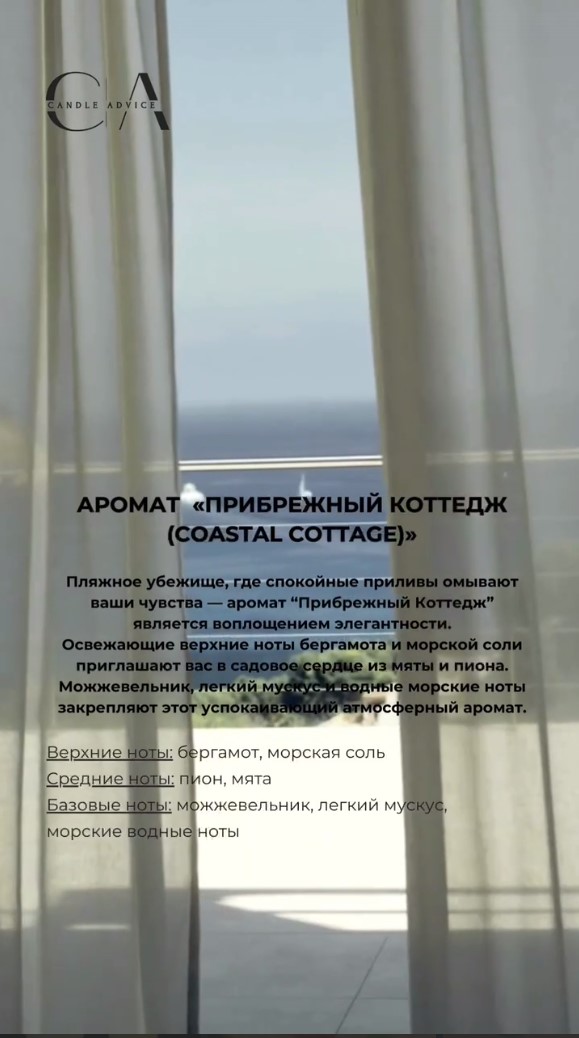 CANDLE ADVICE
CA
АРОМАТ «ПРИБРЕЖНЫЙ КОТТЕДЖ
(COASTAL COTTAGE)»
Пляжное убежище, где спокойные приливы омывают
ваши чувства — аромат “Прибрежный Коттедж”
является воплощением элегантности.
Освежающие верхние ноты бергамота и морской соли
приглашают вас в садовое сердце из мяты и пиона.
Можжевельник, легкий мускус и водные морские ноты
закрепляют этот успокаивающий атмосферный аромат.
Верхние ноты: бергамот, морская соль
Средние ноты: пион, мята
Базовые ноты: можжевельник, легкий мускус,
морские водные ноты